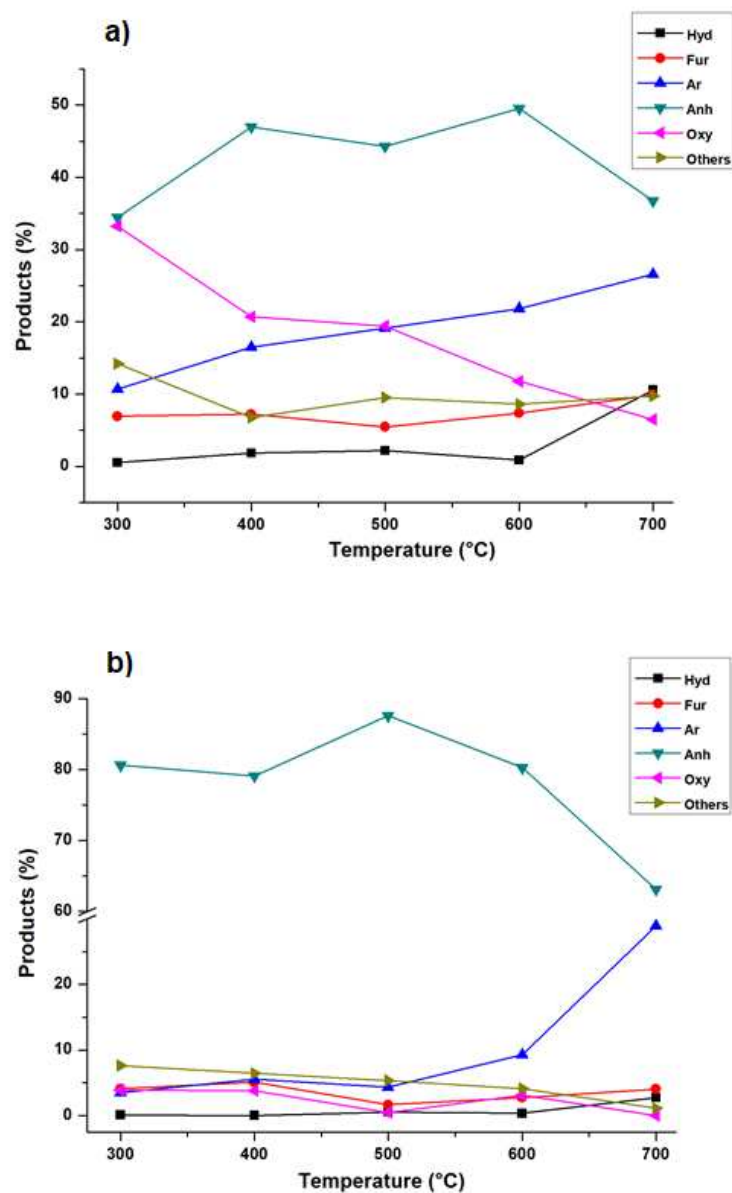 a)
Hyd
Fur
Ar
Anh
Oxy
Others
50
40
30
20
10
0
Products (%)
300 400 500 600 700
Temperature (°C)
b)
Hyd
Fur
Ar
Anh
Oxy
Others
90
80
70
60
20
10
0
Products (%)
300 400 500 600 700
Temperature (°C)